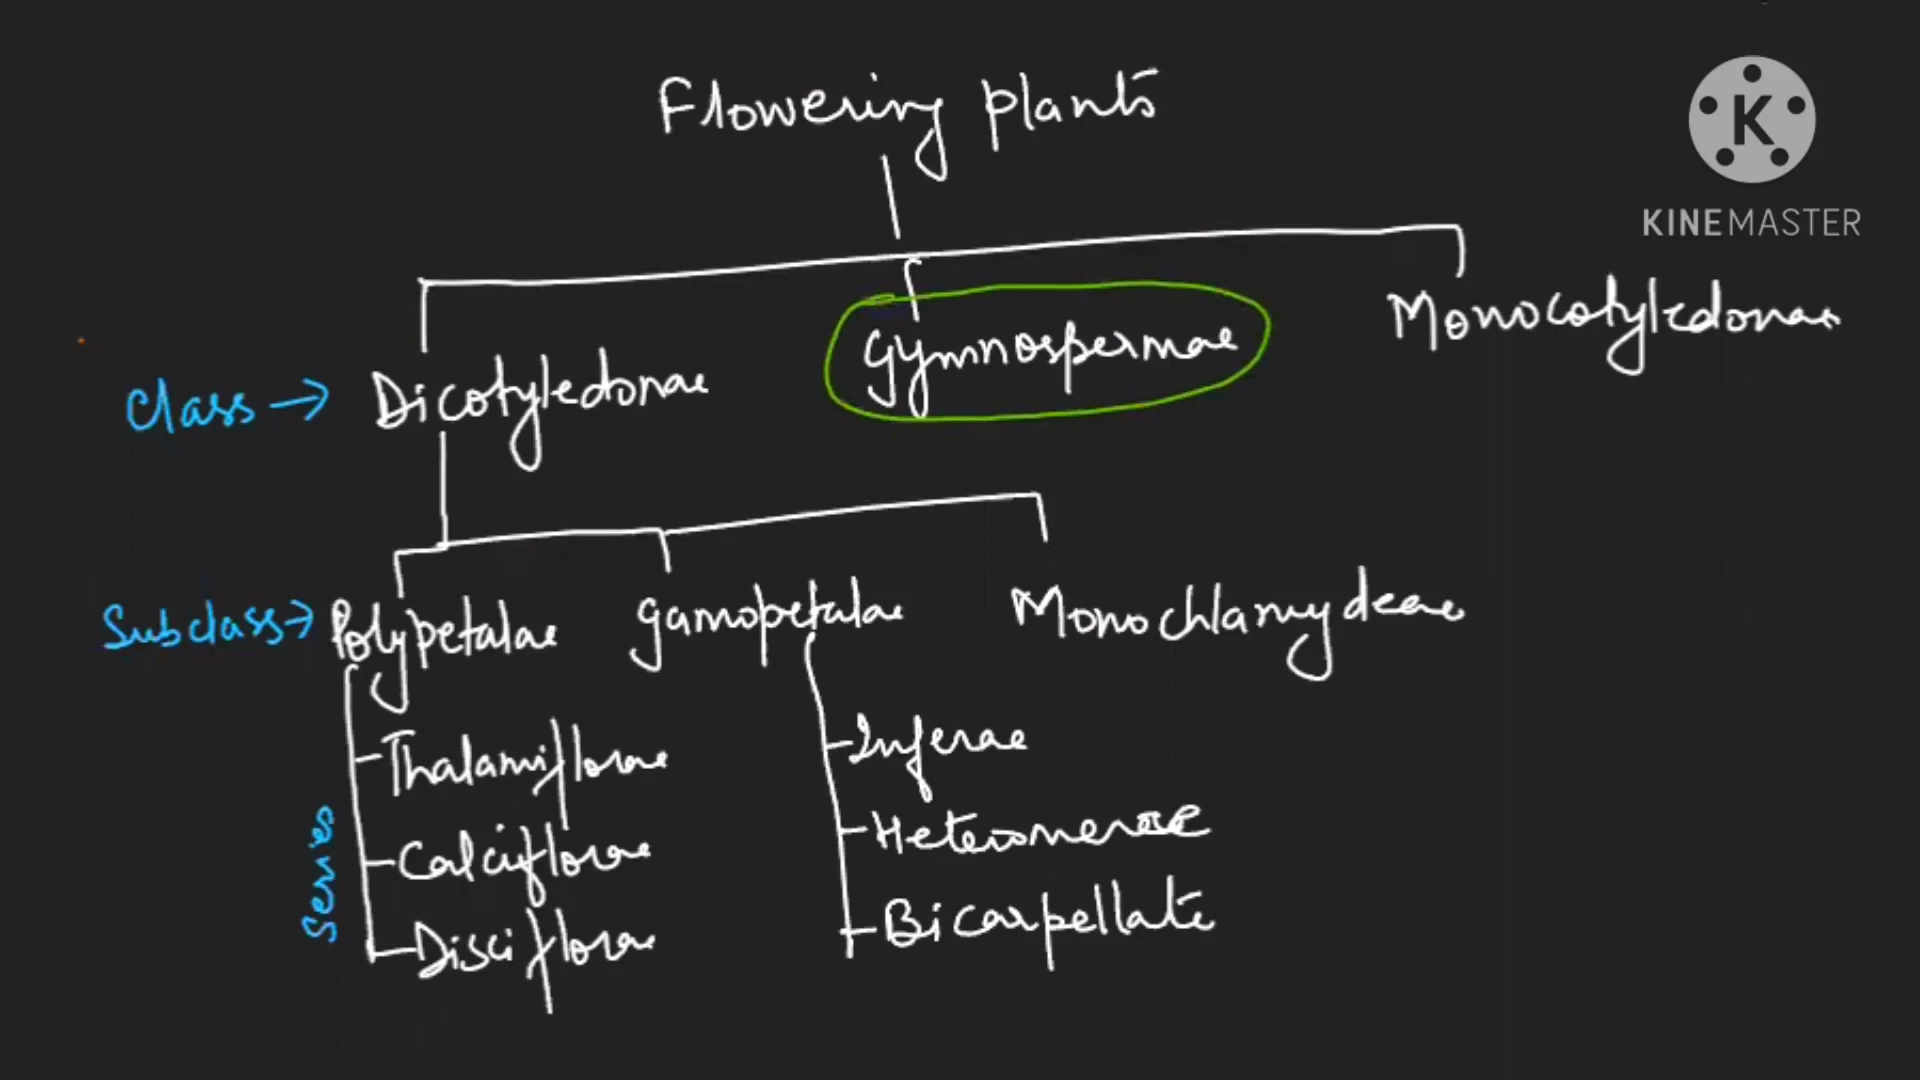 Flowering plants
K
KINEMASTER
Class → Dicotyledonae
Gymnospermae
Monocotyledonae
Subclass → Polypetalae
Gamopetalae
Monochlamydeae
Series
Thalamiflorae
Calciflorae
Disciflorae
Inferae
Heteromerae
Bicarpellate